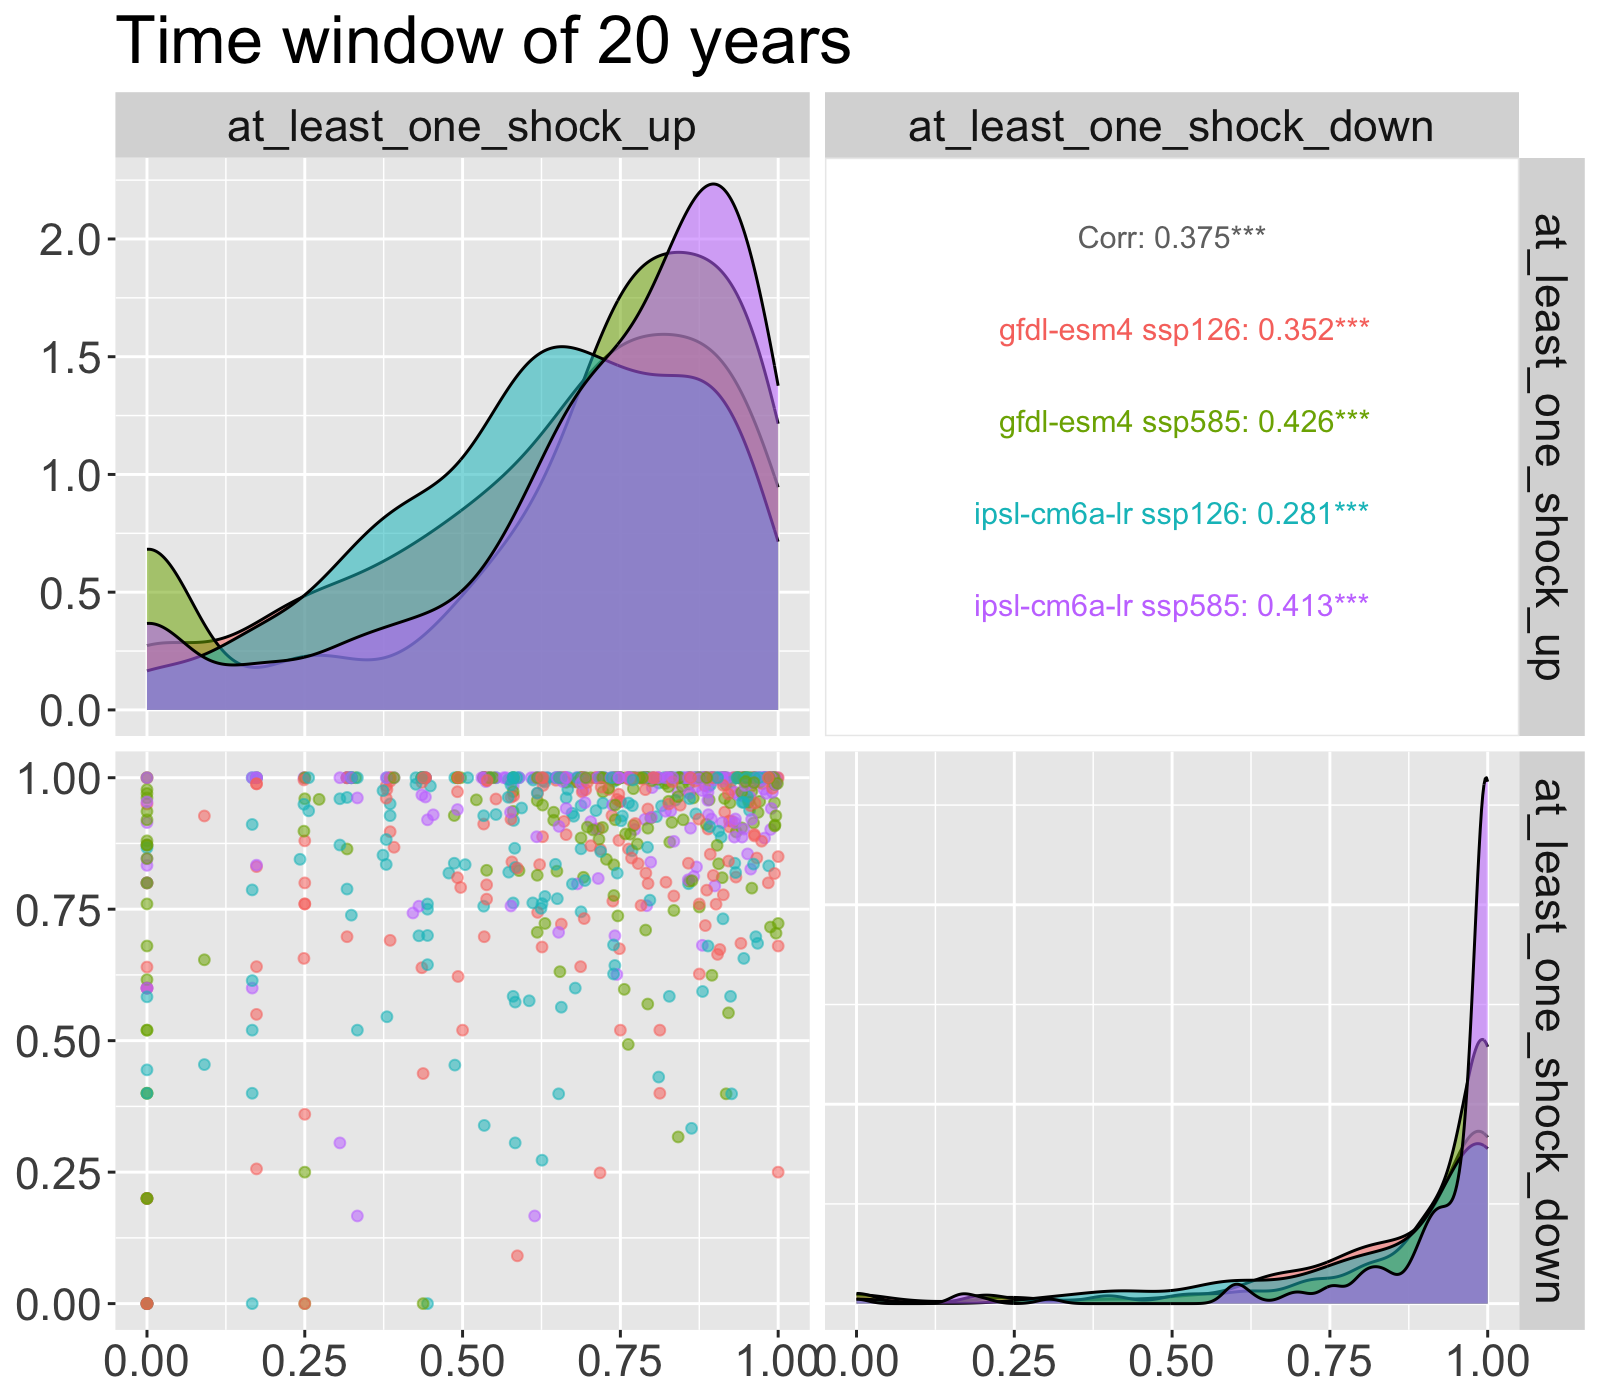 Time window of 20 years
at_least_one_shock_up
at_least_one_shock_down
2.0
1.5
1.0
0.5
0.0
Corr: 0.375***
gfdl-esm4 ssp126: 0.352***
gfdl-esm4 ssp585: 0.426***
ipsl-cm6a-lr ssp126: 0.281***
ipsl-cm6a-lr ssp585: 0.413***
at_least_one_shock_up
1.00
0.75
0.50
0.25
0.00
at_least_one_shock_down
0.00 0.25 0.50 0.75 1.00
0.00 0.25 0.50 0.75 1.00